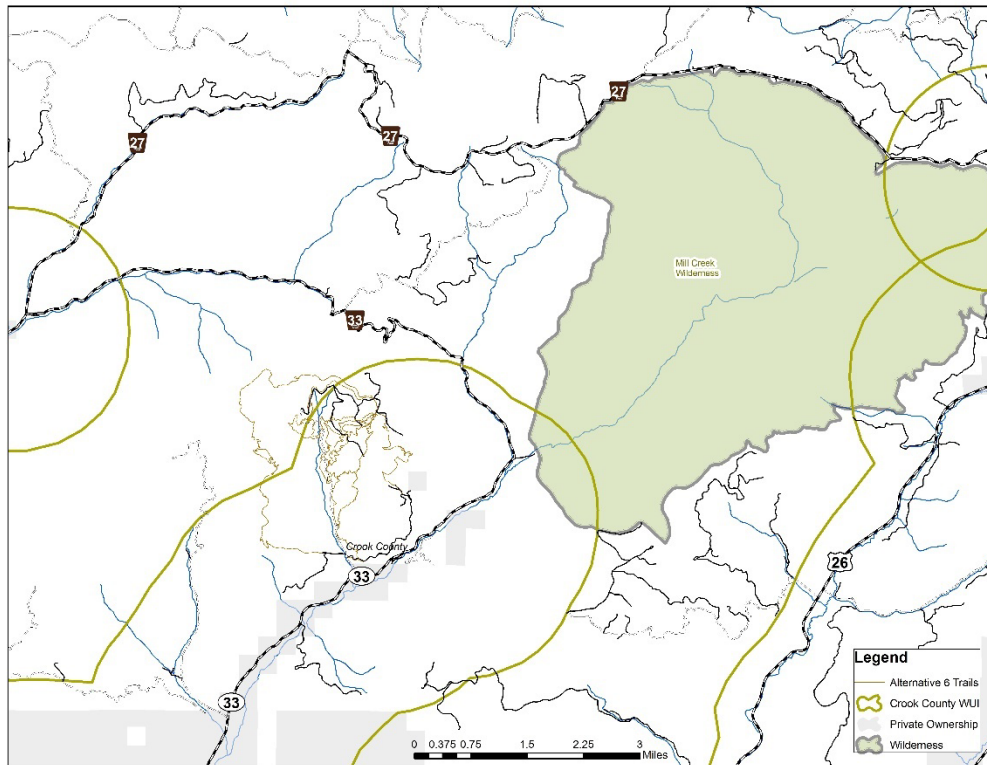 27
27
27
Mill Creek
Wilderness
33
Crook County
33
26
33
Legend
Alternative 6 Trails
Crook County WUI
Private Ownership
Wilderness
0 0.375 0.75 1.5 2.25 3
Miles